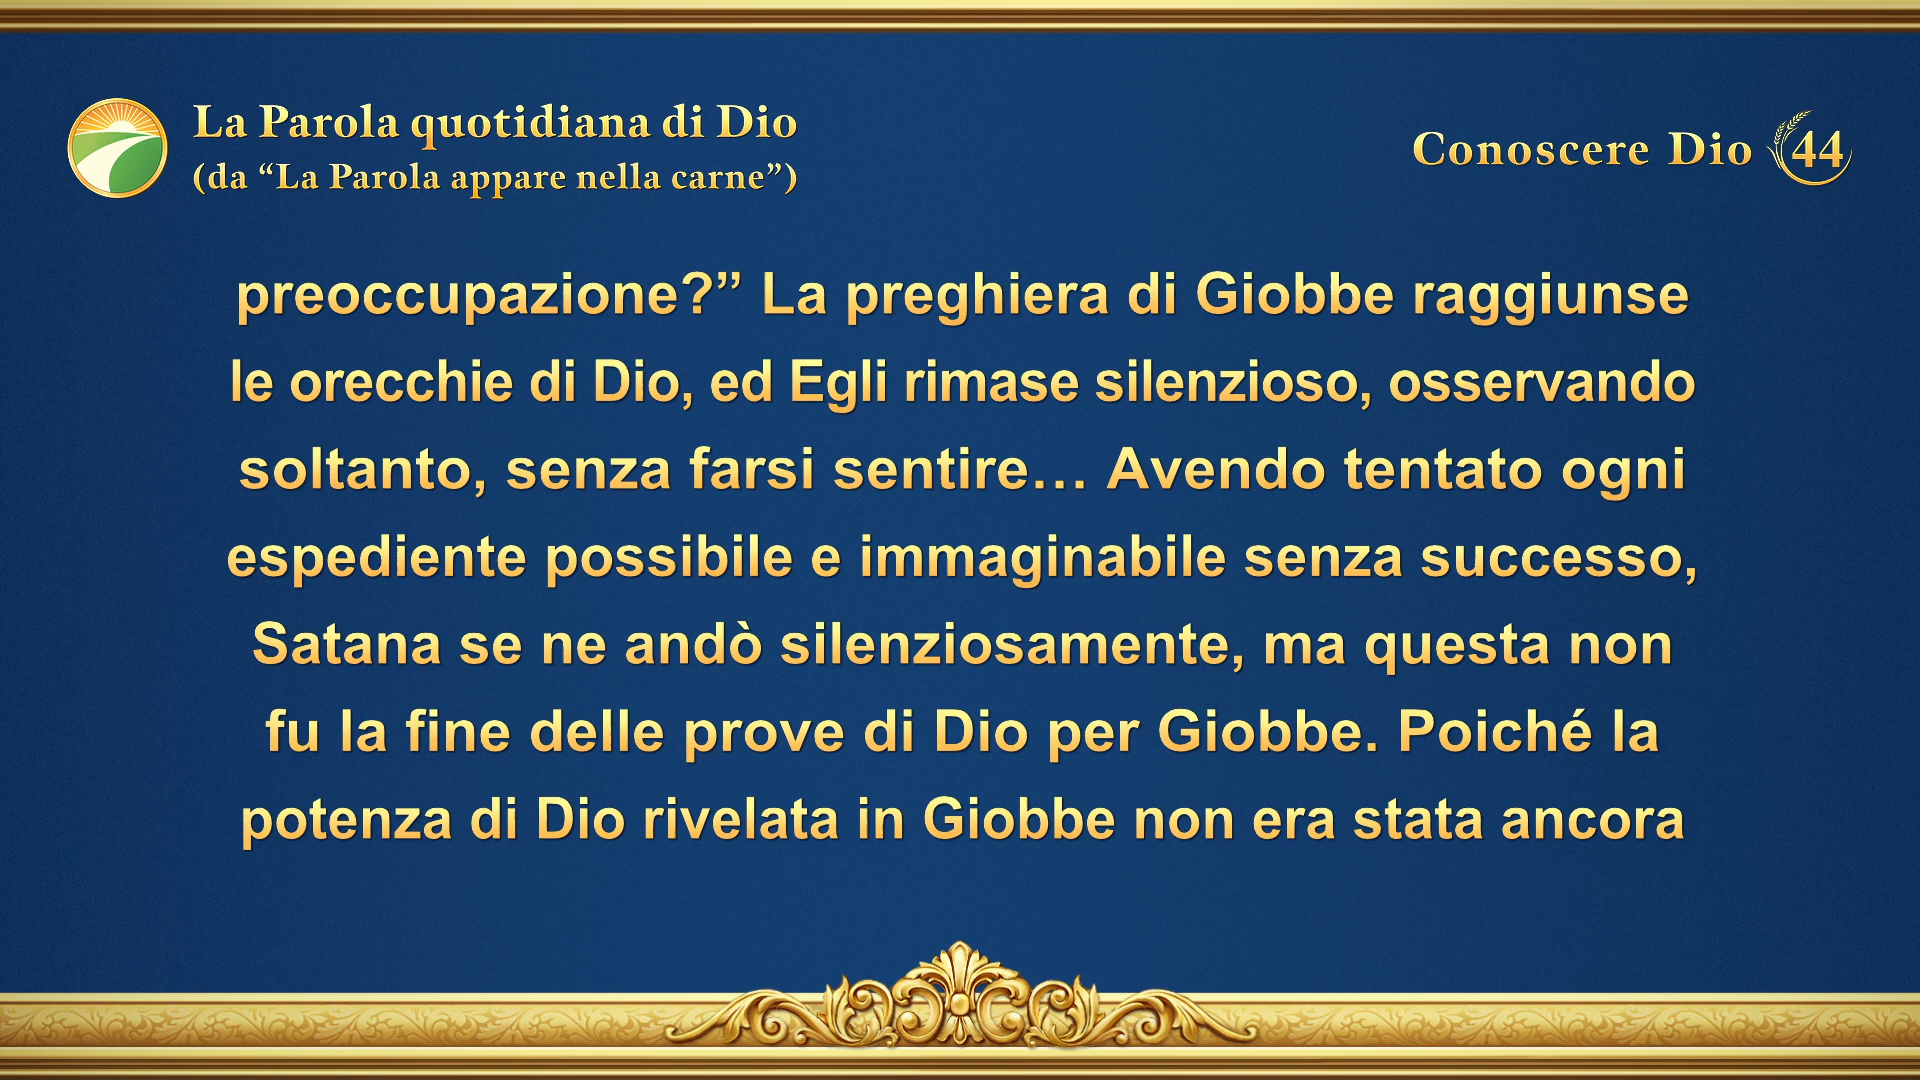 La Parola quotidiana di Dio
(da “La Parola appare nella carne”)
Conoscere Dio 44
preoccupazione?” La preghiera di Giobbe raggiunse
le orecchie di Dio, ed Egli rimase silenzioso, osservando
soltanto, senza farsi sentire… Avendo tentato ogni
espediente possibile e immaginabile senza successo,
Satana se ne andò silenziosamente, ma questa non
fu la fine delle prove di Dio per Giobbe. Poiché la
potenza di Dio rivelata in Giobbe non era stata ancora